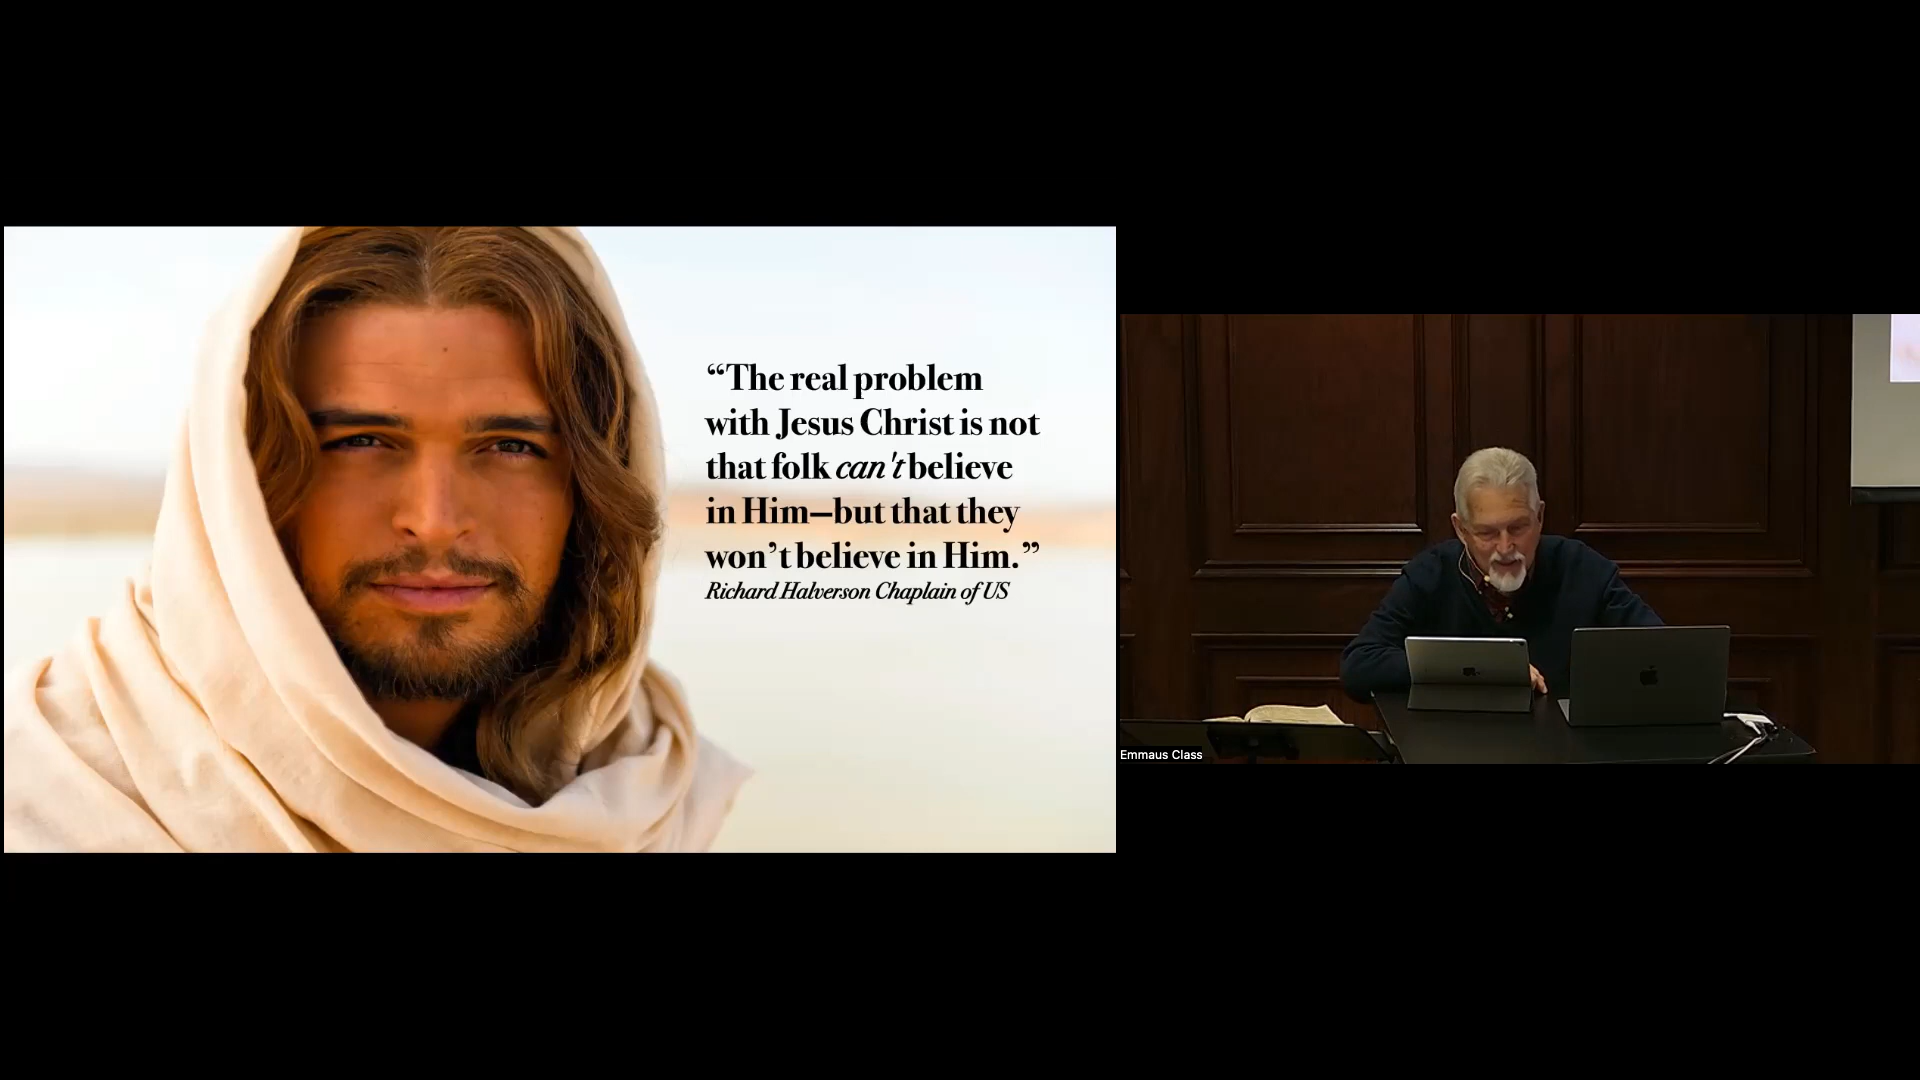 “The real problem
with Jesus Christ is not
that folk can't believe
in Him—but that they
won’t believe in Him.”
Richard Halverson Chaplain of US
Emmaus Class